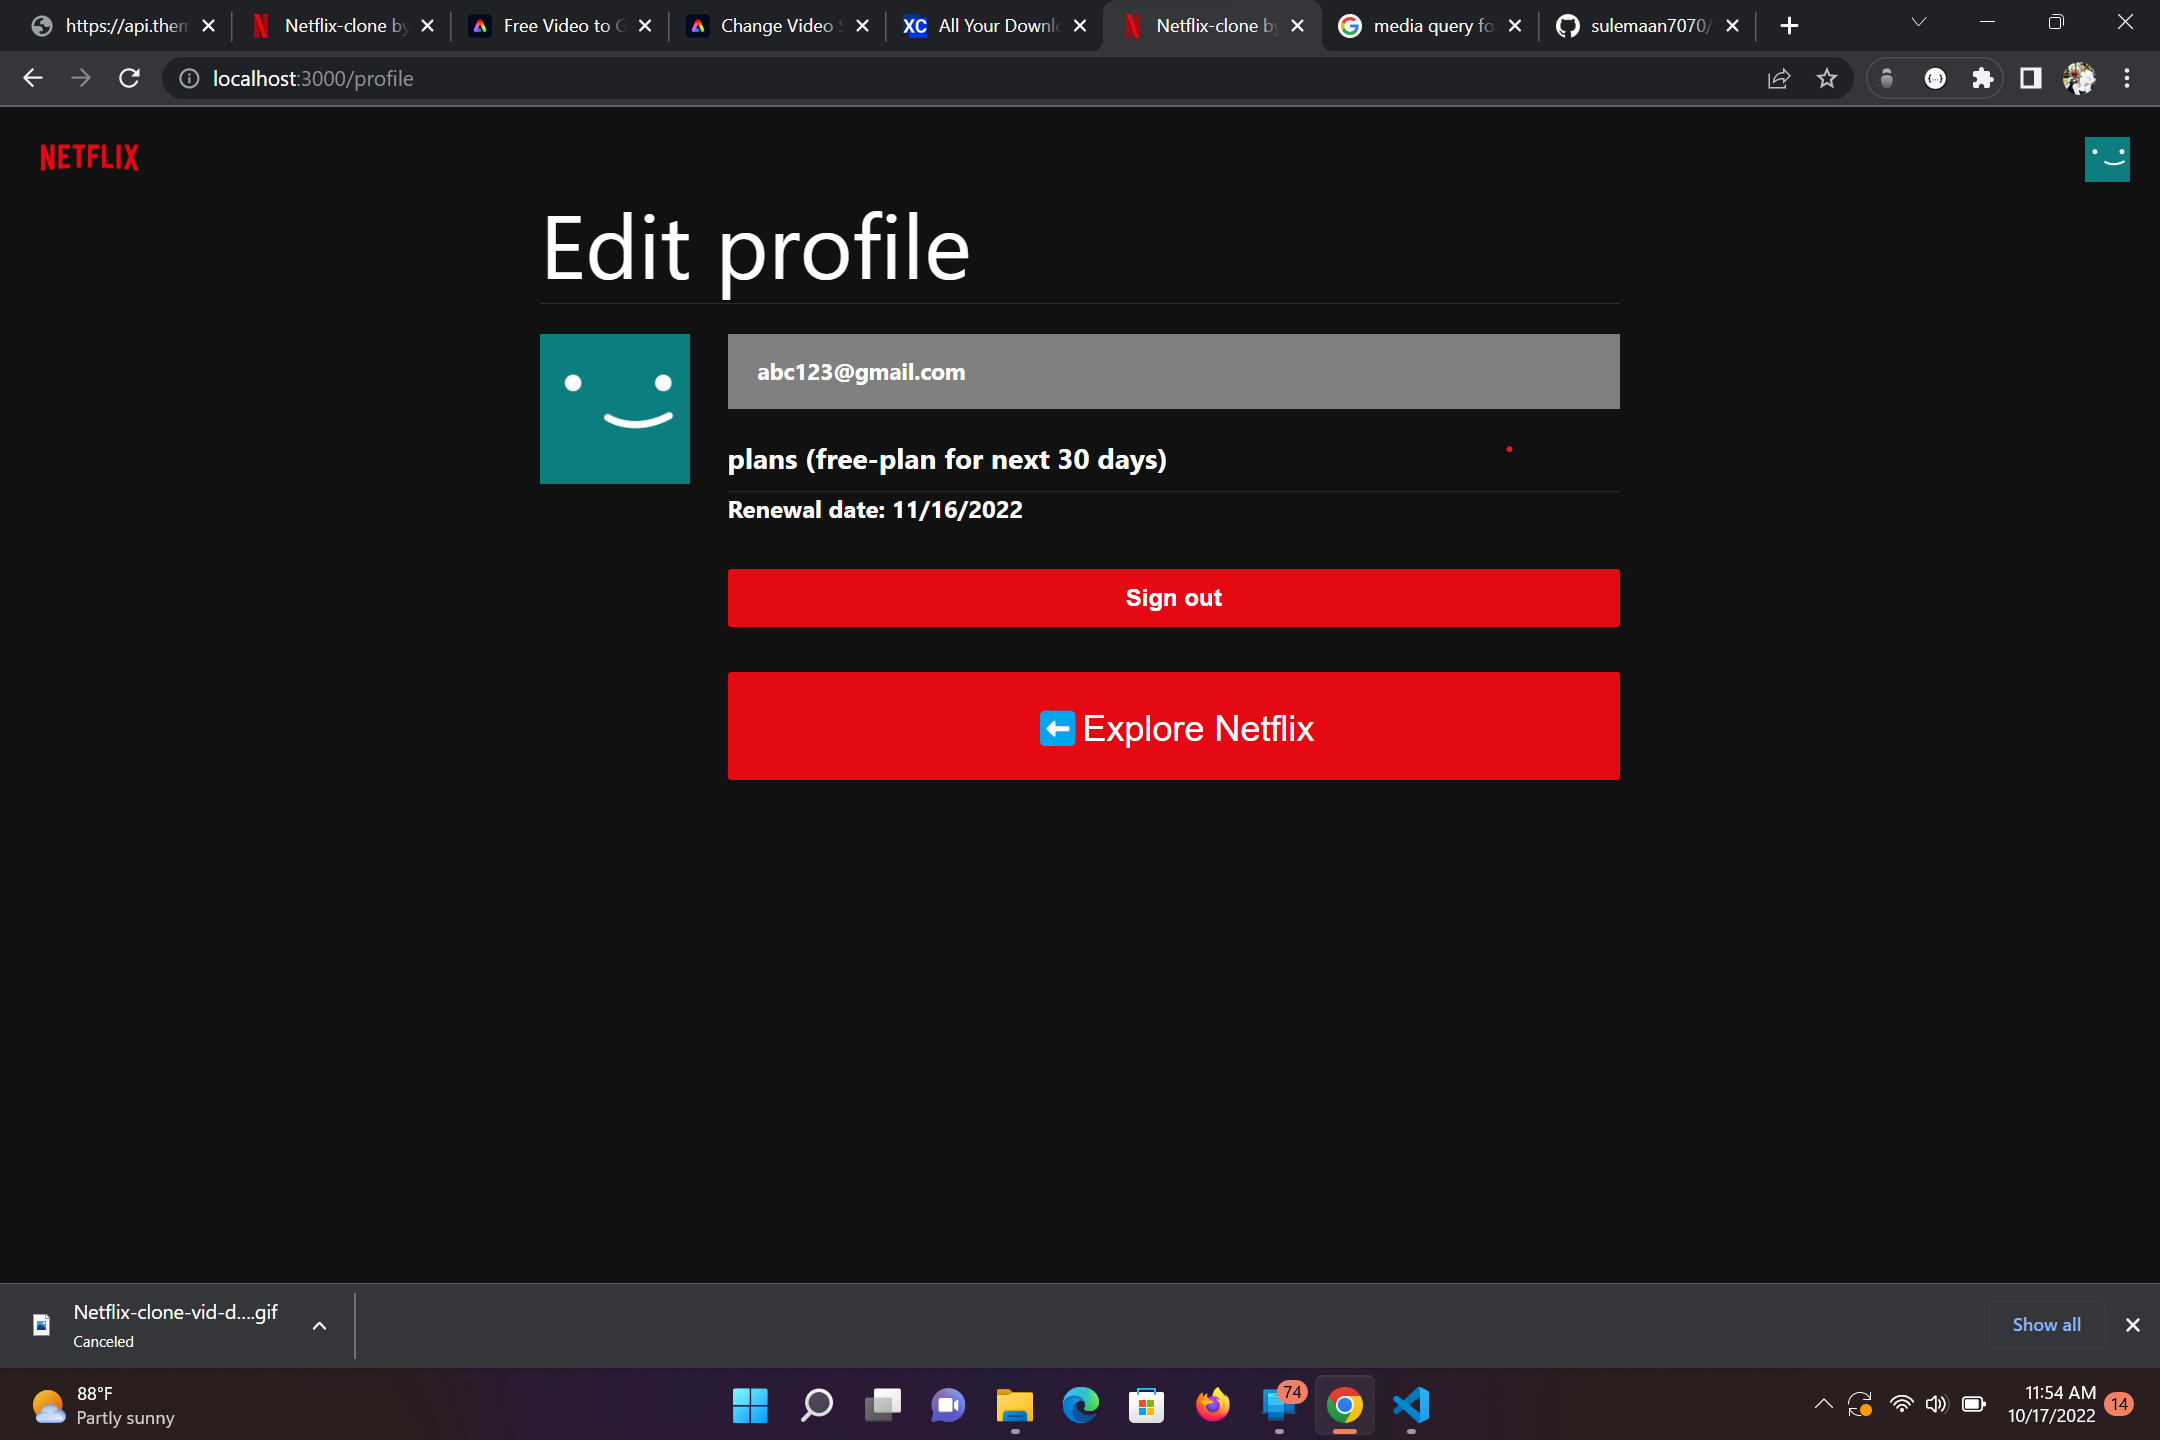 https://api.them
Netflix-clone by
Free Video to G
Change Video S
XC All Your Downlo
Netflix-clone by
media query fo
sulemaan7070/
localhost:3000/profile
NETFLIX
Edit profile
abc123@gmail.com
plans (free-plan for next 30 days)
Renewal date: 11/16/2022
Sign out
Explore Netflix
Netflix-clone-vid-d....gif
Canceled
Show all
88°F
Partly sunny
74
11:54 AM
10/17/2022
14